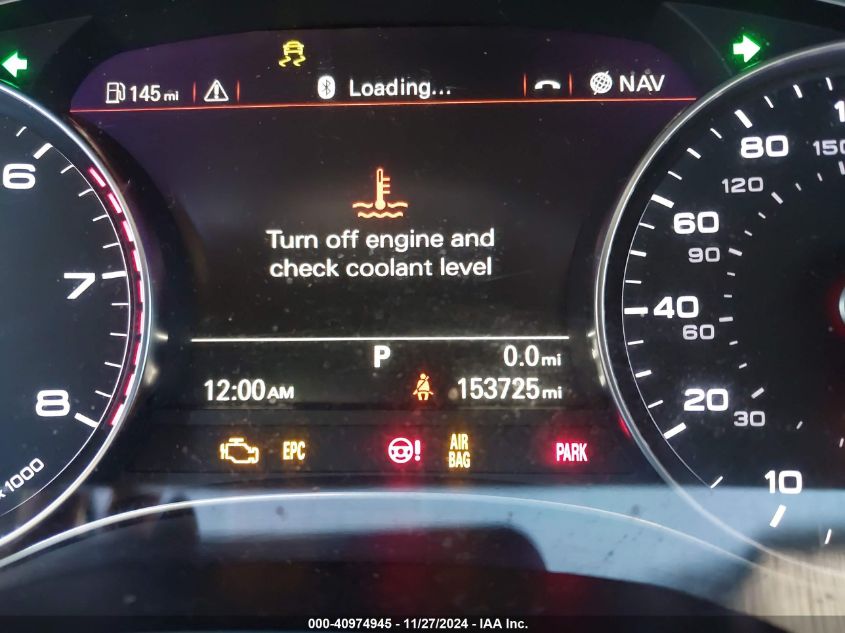 145 mi
Loading...
NAV
Turn off engine and
check coolant level
P
0.0 mi
12:00 AM
153725 mi
EPC
AIR
BAG
PARK
6
7
8
x 1000
80
60
40
20
10
150
120
90
60
30
000-40974945 - 11/27/2024 - IAA Inc.